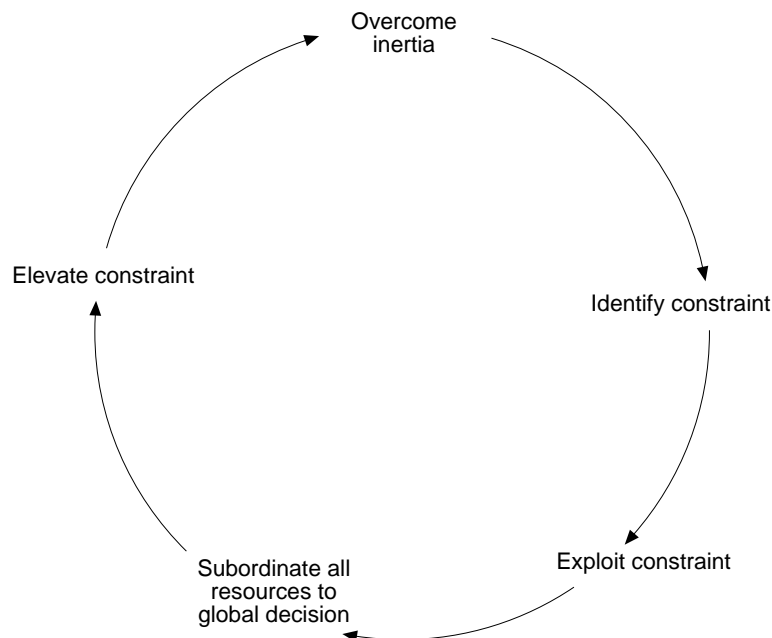 Overcome
inertia
Identify constraint
Exploit constraint
Subordinate all
resources to
global decision
Elevate constraint